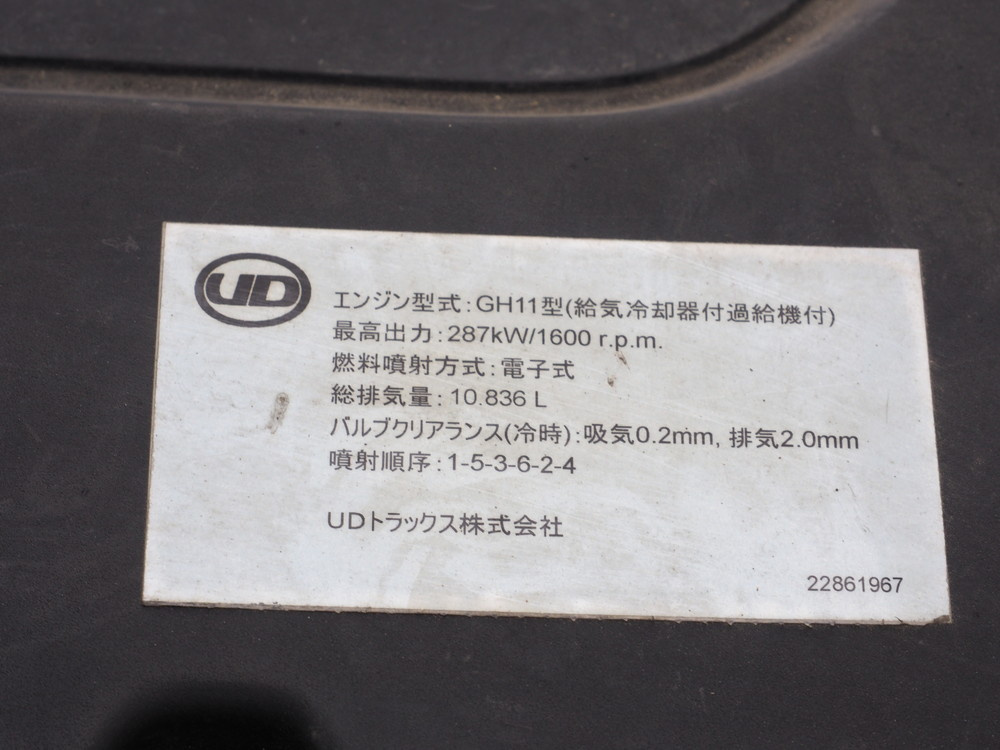 UD
エンジン型式:GH11型(給気冷却器付過給機付)
最高出力:287kW/1600 r.p.m.
燃料噴射方式:電子式
総排気量:10.836 L
バルブクリアランス(冷時):吸気0.2mm, 排気2.0mm
噴射順序:1-5-3-6-2-4
UDトラックス株式会社
22861967